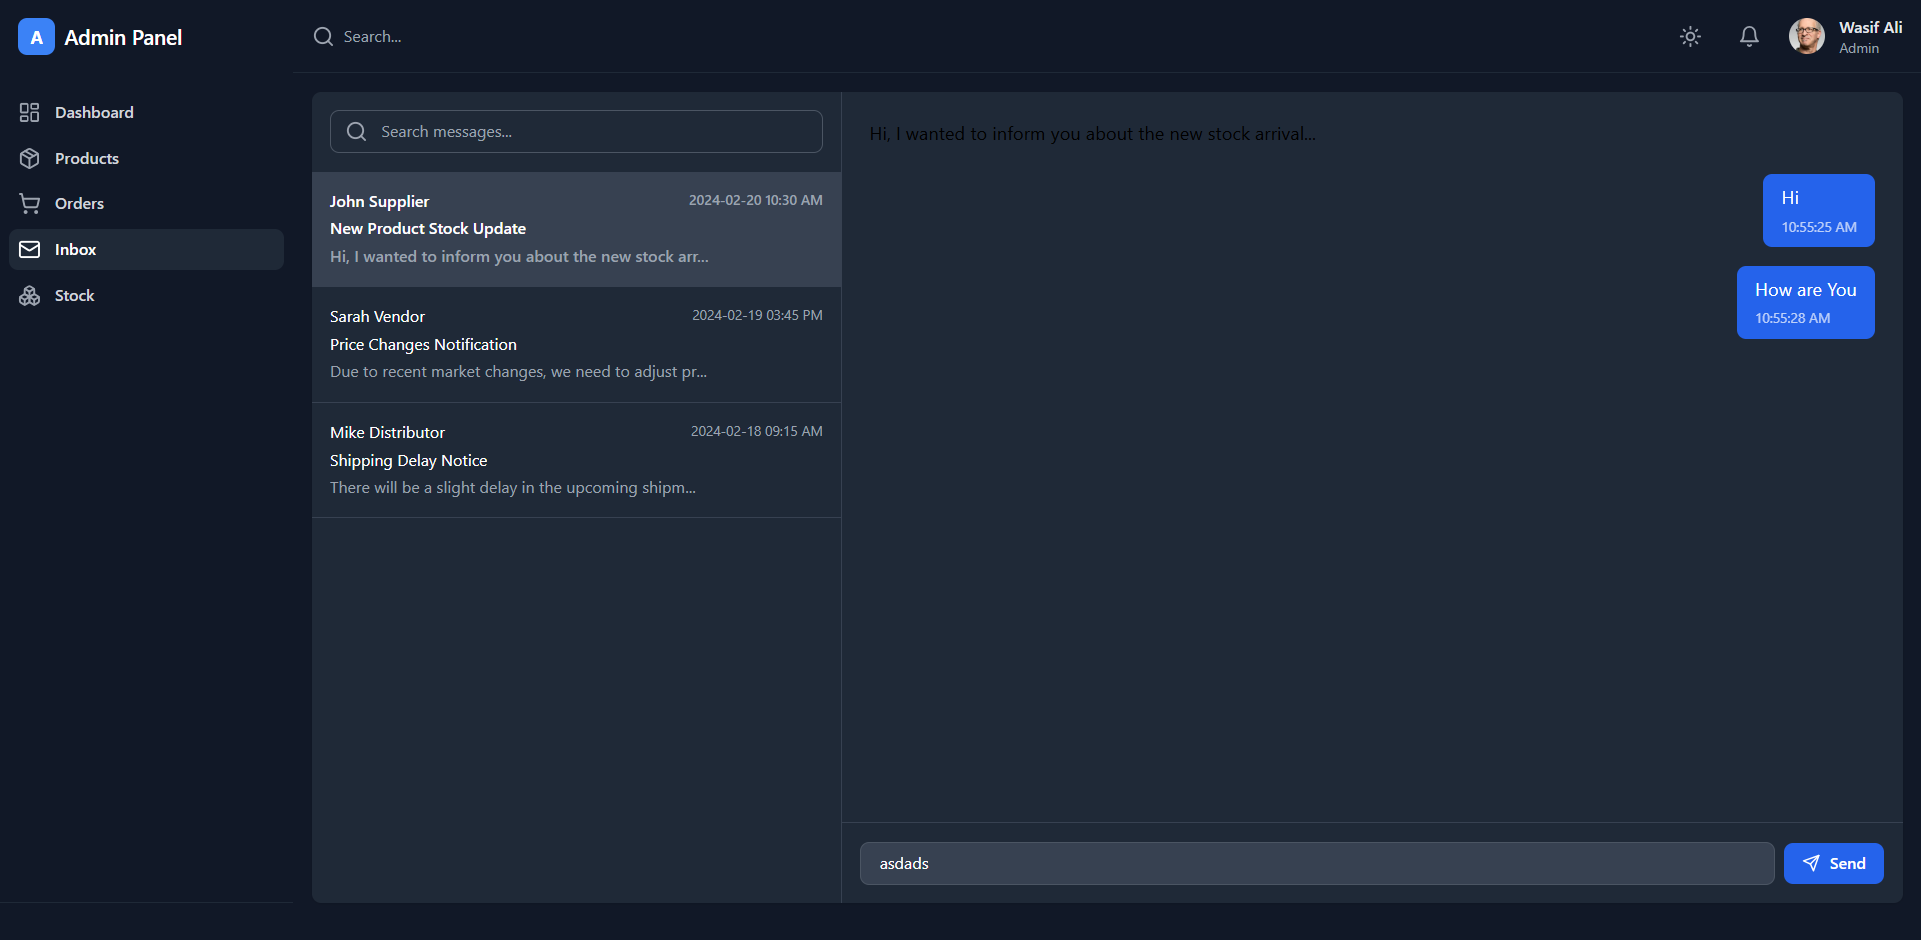 A Admin Panel
Search...
Wasif Ali
Admin
Dashboard
Products
Orders
Inbox
Stock
Search messages...
John Supplier 2024-02-20 10:30 AM
New Product Stock Update
Hi, I wanted to inform you about the new stock arr...
Sarah Vendor 2024-02-19 03:45 PM
Price Changes Notification
Due to recent market changes, we need to adjust pr...
Mike Distributor 2024-02-18 09:15 AM
Shipping Delay Notice
There will be a slight delay in the upcoming shipm...
Hi, I wanted to inform you about the new stock arrival...
Hi
10:55:25 AM
How are You
10:55:28 AM
asdads
Send